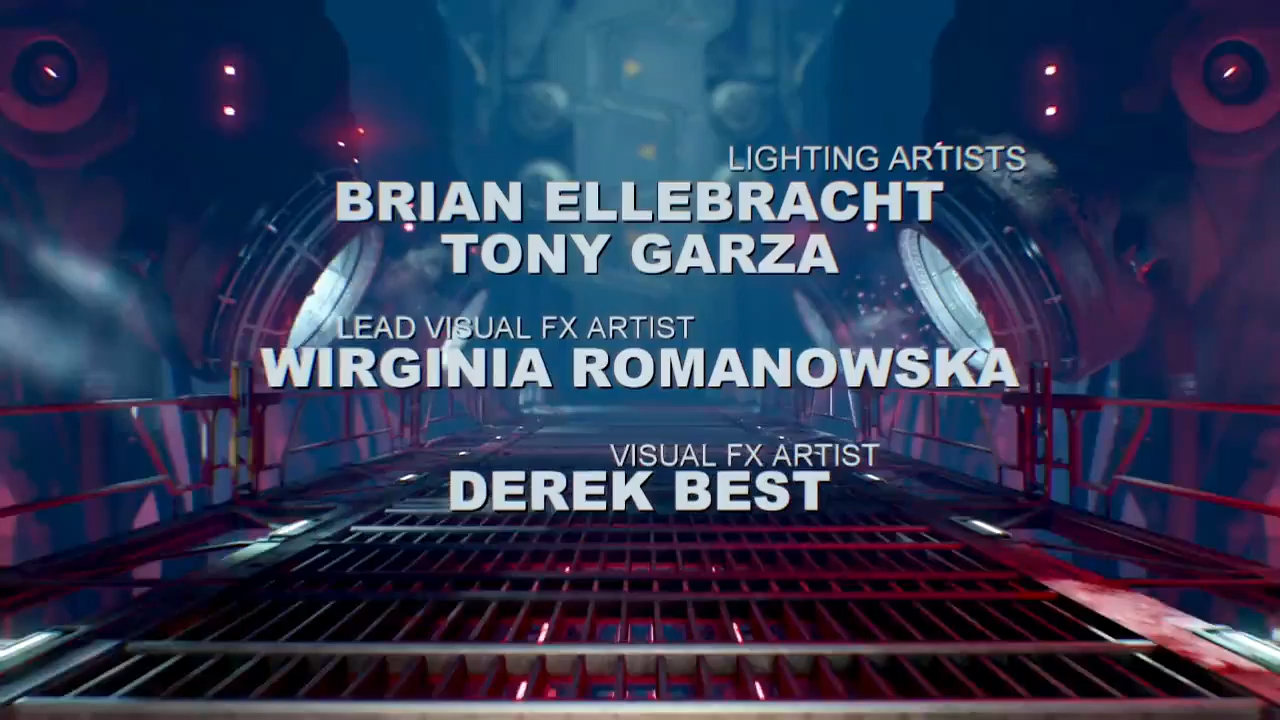 LIGHTING ARTISTS
BRIAN ELLEBRACHT
TONY GARZA
LEAD VISUAL FX ARTIST
WIRGINIA ROMANOWSKA
VISUAL FX ARTIST
DEREK BEST